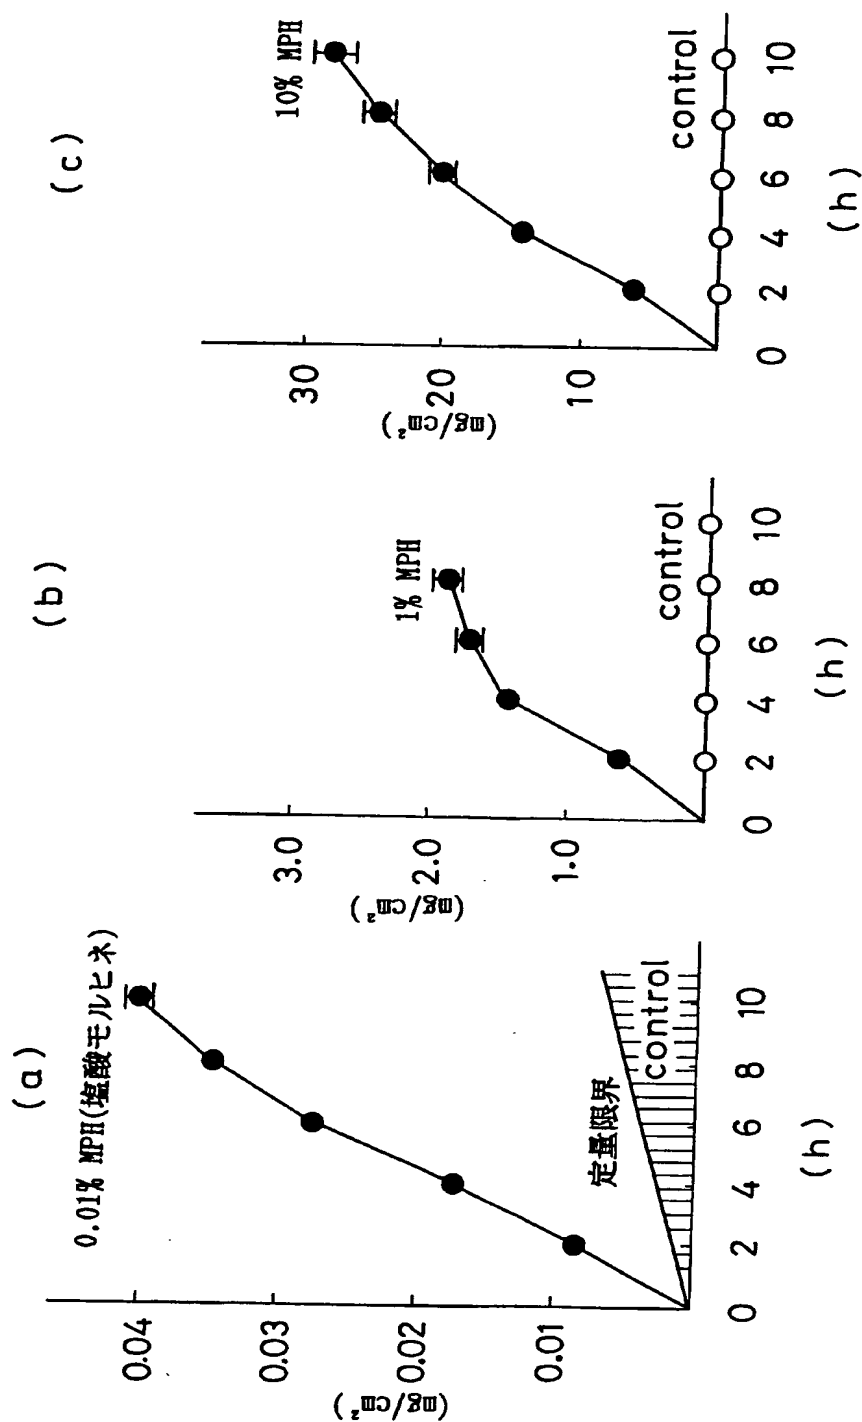 (a)
0.01% MPH(塩酸モルヒネ)
(mg/cm²)
0.04
0.03
0.02
0.01
定量限界
control
0 2 4 6 8 10
(h)
(b)
1% MPH
(mg/cm²)
3.0
2.0
1.0
control
0 2 4 6 8 10
(h)
(c)
10% MPH
(mg/cm²)
30
20
10
control
0 2 4 6 8 10
(h)